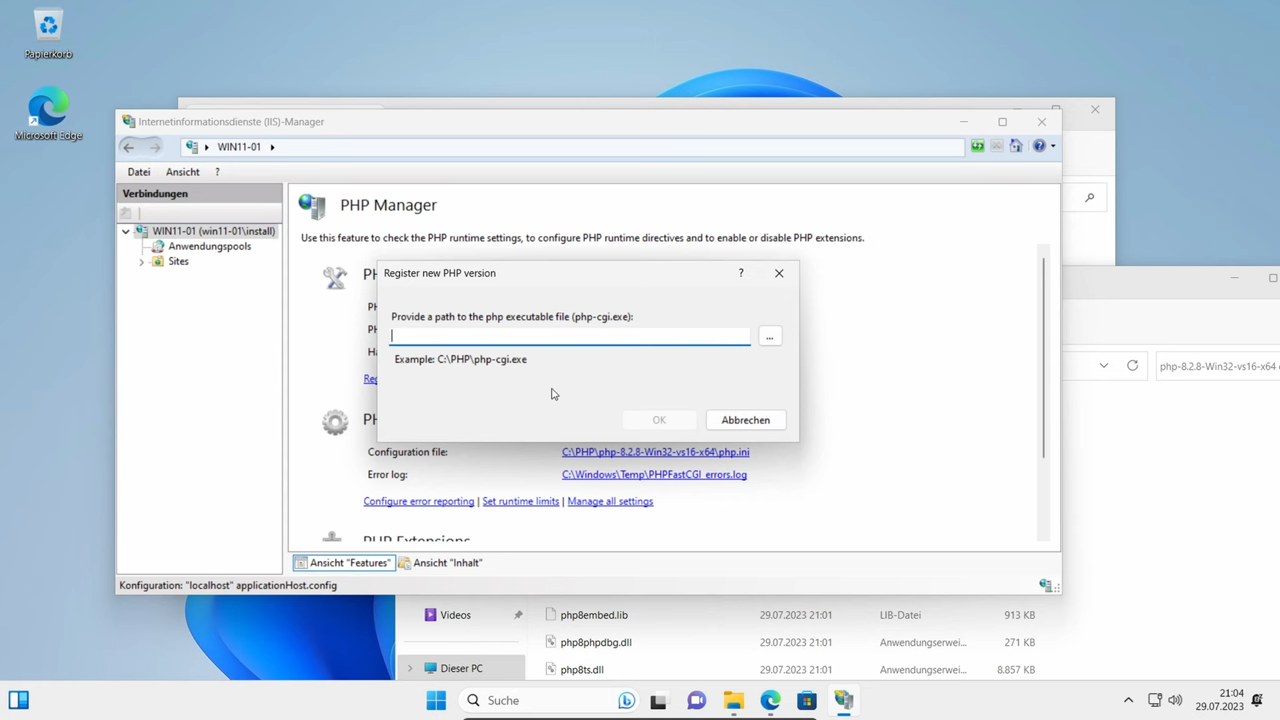 Papierkorb
Microsoft Edge
Internetinformationsdienste (IIS)-Manager
WIN11-01
Datei Ansicht ?
Verbindungen
WIN11-01 (win11-01\install)
Anwendungspools
Sites
PHP Manager
Use this feature to check the PHP runtime settings, to configure PHP runtime directives and to enable or disable PHP extensions.
Register new PHP version
?
Provide a path to the php executable file (php-cgi.exe):
...
Example: C:\PHP\php-cgi.exe
OK
Abbrechen
Configuration file:
C:\PHP\php-8.2.8-Win32-vs16-x64\php.ini
Error log:
C:\Windows\Temp\PHPFastCGI_errors.log
Configure error reporting | Set runtime limits | Manage all settings
PHP Extensions
Ansicht "Features"
Ansicht "Inhalt"
Konfiguration: "localhost" applicationHost.config
php-8.2.8-Win32-vs16-x64
Videos
php8embed.lib 29.07.2023 21:01 LIB-Datei 913 KB
php8phpdbg.dll 29.07.2023 21:01 Anwendungserwei... 271 KB
Dieser PC
php8ts.dll 29.07.2023 21:01 Anwendungserwei... 8.857 KB
Suche
21:04
29.07.2023